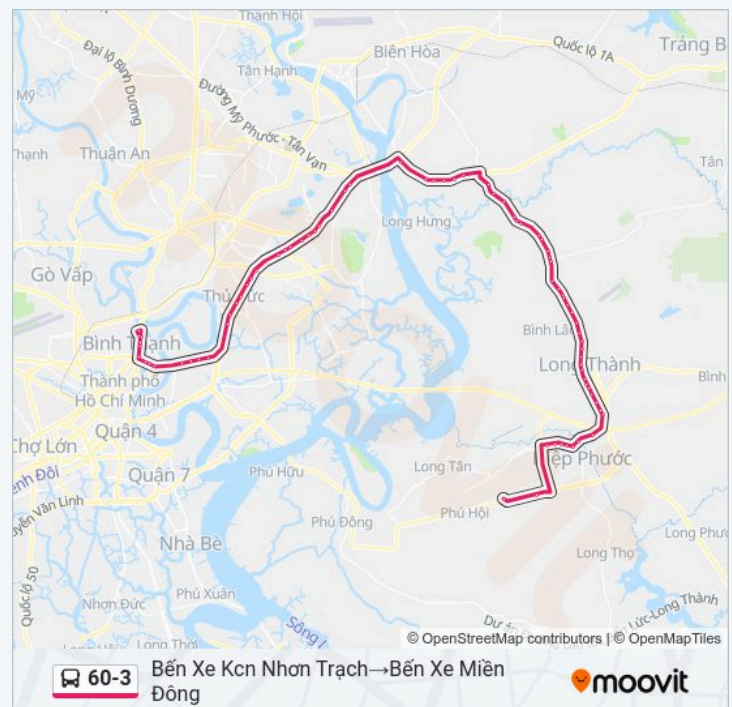 Thạnh Hội
Biên Hòa
Quốc lộ 1A
Trảng B
Tân Hạnh
Đại lộ Bình Dương
Đường Mỹ Phước - Tân Vạn
Mỹ
Thạnh
Thuận An
Tân
Long Hưng
Gò Vấp
Bình Thạnh
Thành phố
Hồ Chí Minh
Quận 4
Chợ Lớn
Quận 7
Bình
Long Thành
Hiệp Phước
Long Tân
Phú Hữu
Phú Hội
Phú Đông
Nhà Bè
Long Thọ
Long Phư
Quốc lộ 50
Nhơn Đức
Phú Xuân
Long Thới
© OpenStreetMap contributors | © OpenMapTiles
60-3 Bến Xe Kcn Nhơn Trạch→Bến Xe Miền
Đông
moovit